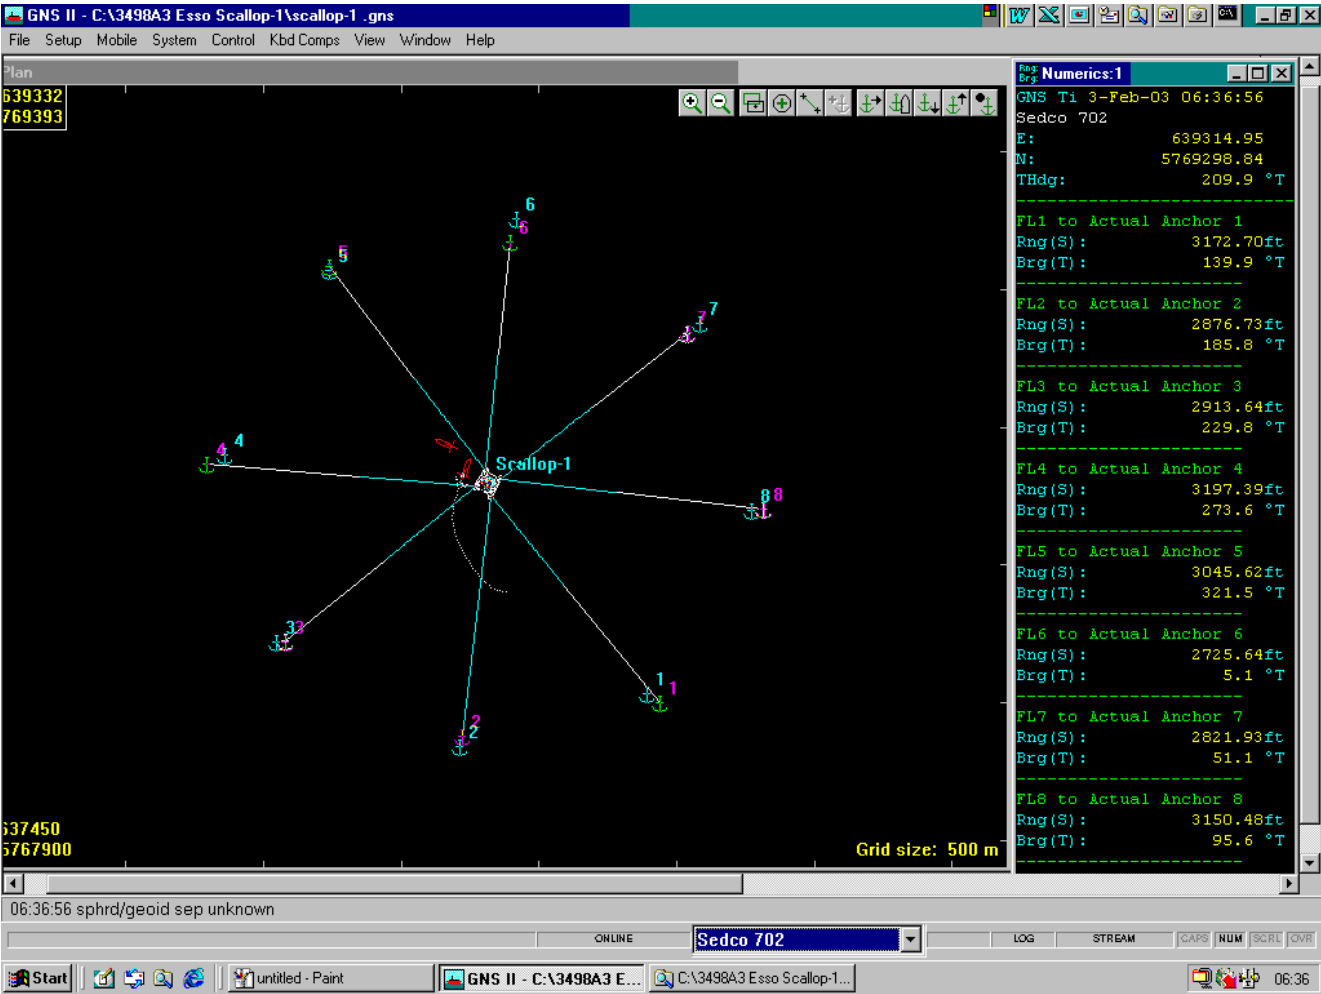 GNS II - C:\3498A3 Esso Scallop-1\scallop-1 .gns
File Setup Mobile System Control Kbd Comps View Window Help
Plan
639332
769393
6
6
5
5
7
7
4
4
Scallop-1
8 8
3 3
1 1
2
2
637450
5767900
Grid size: 500 m
Rng:
Brg:
Numerics:1
GNS Ti 3-Feb-03 06:36:56
Sedco 702
E: 639314.95
N: 5769298.84
THdg: 209.9 °T
FL1 to Actual Anchor 1
Rng(S): 3172.70ft
Brg(T): 139.9 °T
FL2 to Actual Anchor 2
Rng(S): 2876.73ft
Brg(T): 185.8 °T
FL3 to Actual Anchor 3
Rng(S): 2913.64ft
Brg(T): 229.8 °T
FL4 to Actual Anchor 4
Rng(S): 3197.39ft
Brg(T): 273.6 °T
FL5 to Actual Anchor 5
Rng(S): 3045.62ft
Brg(T): 321.5 °T
FL6 to Actual Anchor 6
Rng(S): 2725.64ft
Brg(T): 5.1 °T
FL7 to Actual Anchor 7
Rng(S): 2821.93ft
Brg(T): 51.1 °T
FL8 to Actual Anchor 8
Rng(S): 3150.48ft
Brg(T): 95.6 °T
06:36:56 sphrd/geoid sep unknown
ONLINE Sedco 702 LOG STREAM CAPS NUM SCRL OVR
Start untitled - Paint GNS II - C:\3498A3 E... C:\3498A3 Esso Scallop-1... 06:36